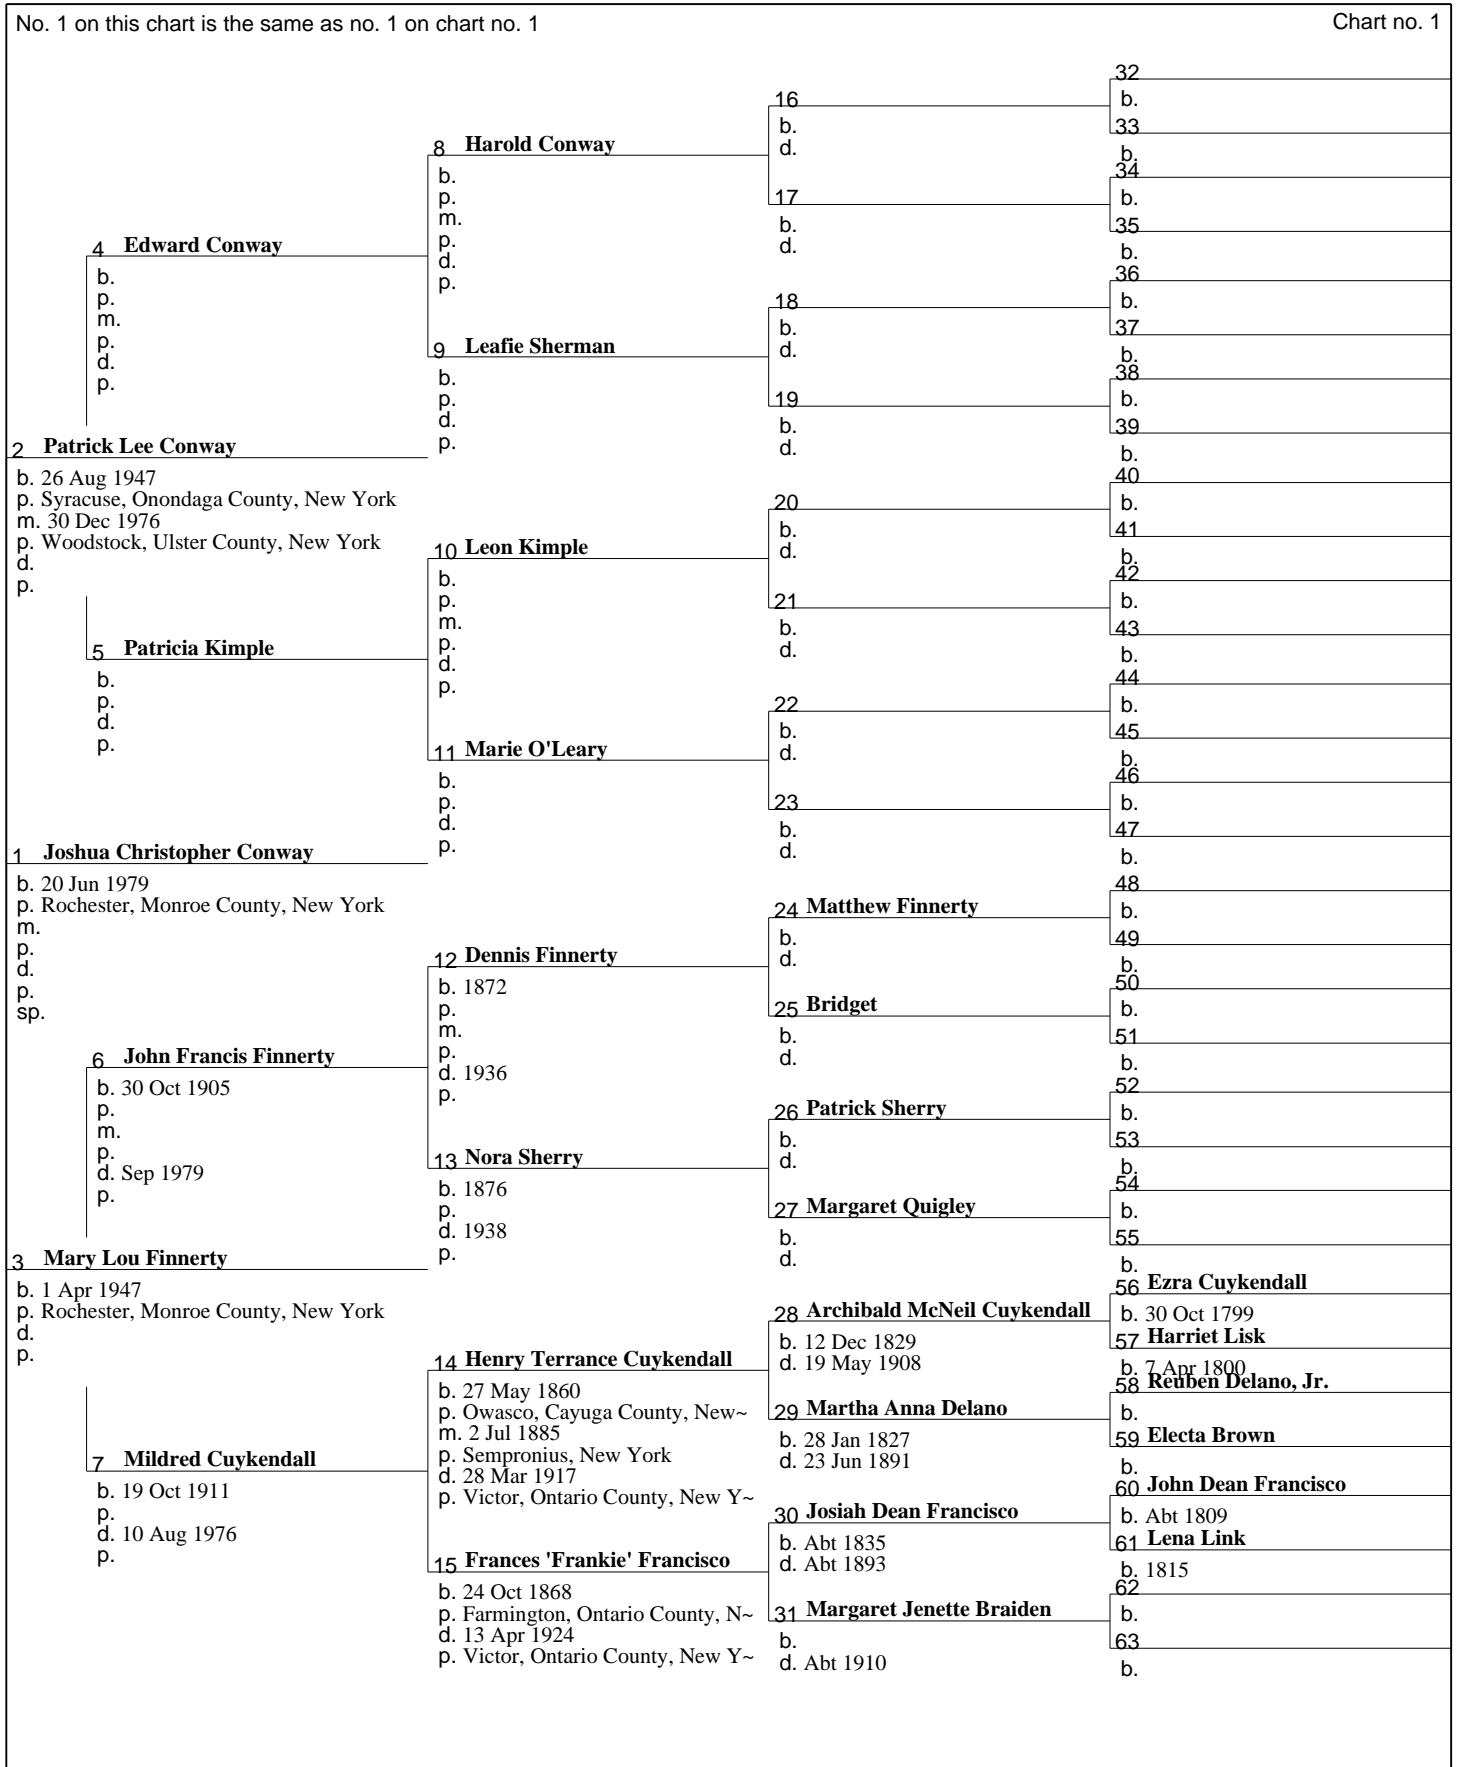 No. 1 on this chart is the same as no. 1 on chart no. 1
Chart no. 1
2 Patrick Lee Conway
b. 26 Aug 1947
p. Syracuse, Onondaga County, New York
m. 30 Dec 1976
p. Woodstock, Ulster County, New York
d.
p.
1 Joshua Christopher Conway
b. 20 Jun 1979
p. Rochester, Monroe County, New York
m.
p.
d.
p.
sp.
3 Mary Lou Finnerty
b. 1 Apr 1947
p. Rochester, Monroe County, New York
d.
p.
4 Edward Conway
b.
p.
m.
p.
d.
p.
5 Patricia Kimple
b.
p.
d.
p.
6 John Francis Finnerty
b. 30 Oct 1905
p.
m.
p.
d. Sep 1979
p.
7 Mildred Cuykendall
b. 19 Oct 1911
p.
d. 10 Aug 1976
p.
8 Harold Conway
b.
p.
m.
p.
d.
p.
9 Leafie Sherman
b.
p.
d.
p.
10 Leon Kimple
b.
p.
m.
p.
d.
p.
11 Marie O'Leary
b.
p.
d.
p.
12 Dennis Finnerty
b. 1872
p.
m.
p.
d. 1936
p.
13 Nora Sherry
b. 1876
p.
d. 1938
p.
14 Henry Terrance Cuykendall
b. 27 May 1860
p. Owasco, Cayuga County, New~
m. 2 Jul 1885
p. Sempronius, New York
d. 28 Mar 1917
p. Victor, Ontario County, New Y~
15 Frances 'Frankie' Francisco
b. 24 Oct 1868
p. Farmington, Ontario County, N~
d. 13 Apr 1924
p. Victor, Ontario County, New Y~
16
b.
d.
17
b.
d.
18
b.
d.
19
b.
d.
20
b.
d.
21
b.
d.
22
b.
d.
23
b.
d.
24 Matthew Finnerty
b.
d.
25 Bridget
b.
d.
26 Patrick Sherry
b.
d.
27 Margaret Quigley
b.
d.
28 Archibald McNeil Cuykendall
b. 12 Dec 1829
d. 19 May 1908
29 Martha Anna Delano
b. 28 Jan 1827
d. 23 Jun 1891
30 Josiah Dean Francisco
b. Abt 1835
d. Abt 1893
31 Margaret Jenette Braiden
b.
d. Abt 1910
32
b.
33
b.
34
b.
35
b.
36
b.
37
b.
38
b.
39
b.
40
b.
41
b.
42
b.
43
b.
44
b.
45
b.
46
b.
47
b.
48
b.
49
b.
50
b.
51
b.
52
b.
53
b.
54
b.
55
b.
56 Ezra Cuykendall
b. 30 Oct 1799
57 Harriet Lisk
b. 7 Apr 1800
58 Reuben Delano, Jr.
b.
59 Electa Brown
b.
60 John Dean Francisco
b. Abt 1809
61 Lena Link
b. 1815
62
b.
63
b.